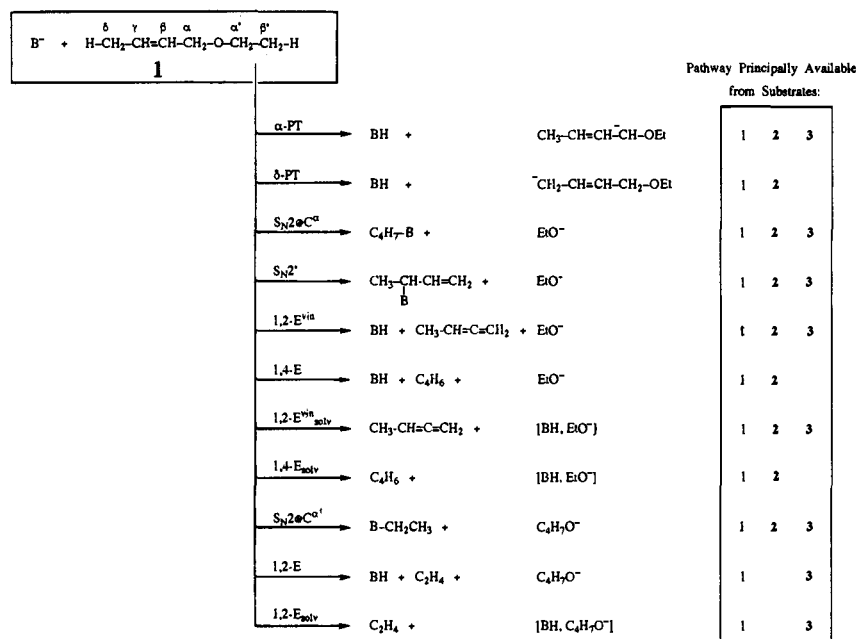 δ γ β α α' β'
B⁻ + H–CH₂–CH=CH–CH₂–O–CH₂–CH₂–H
1
Pathway Principally Available
from Substrates:
α-PT BH + CH₃–CH=CH–CH⁻–OEt 1 2 3
δ-PT BH + ⁻CH₂–CH=CH–CH₂–OEt 1 2
S_N2@C^α C₄H₇–B + EtO⁻ 1 2 3
S_N2' CH₃–CH–CH=CH₂ + EtO⁻ 1 2 3
B
1,2-E^vin BH + CH₃-CH=C=CH₂ + EtO⁻ 1 2 3
1,4-E BH + C₄H₆ + EtO⁻ 1 2
1,2-E^vin_solv CH₃-CH=C=CH₂ + [BH, EtO⁻] 1 2 3
1,4-E_solv C₄H₆ + [BH, EtO⁻] 1 2
S_N2@C^α' B–CH₂CH₃ + C₄H₇O⁻ 1 2 3
1,2-E BH + C₂H₄ + C₄H₇O⁻ 1 3
1,2-E_solv C₂H₄ + [BH, C₄H₇O⁻] 1 3